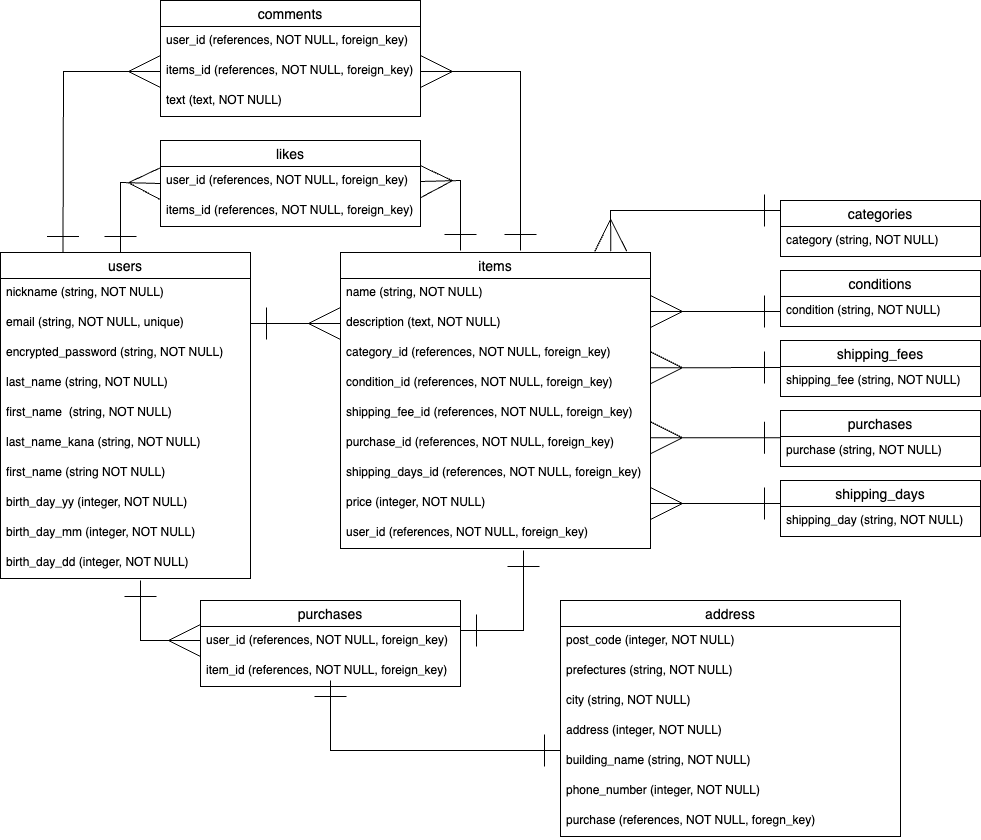 comments
user_id (references, NOT NULL, foreign_key)
items_id (references, NOT NULL, foreign_key)
text (text, NOT NULL)
likes
user_id (references, NOT NULL, foreign_key)
items_id (references, NOT NULL, foreign_key)
users
nickname (string, NOT NULL)
email (string, NOT NULL, unique)
encrypted_password (string, NOT NULL)
last_name (string, NOT NULL)
first_name (string, NOT NULL)
last_name_kana (string, NOT NULL)
first_name (string NOT NULL)
birth_day_yy (integer, NOT NULL)
birth_day_mm (integer, NOT NULL)
birth_day_dd (integer, NOT NULL)
items
name (string, NOT NULL)
description (text, NOT NULL)
category_id (references, NOT NULL, foreign_key)
condition_id (references, NOT NULL, foreign_key)
shipping_fee_id (references, NOT NULL, foreign_key)
purchase_id (references, NOT NULL, foreign_key)
shipping_days_id (references, NOT NULL, foreign_key)
price (integer, NOT NULL)
user_id (references, NOT NULL, foreign_key)
categories
category (string, NOT NULL)
conditions
condition (string, NOT NULL)
shipping_fees
shipping_fee (string, NOT NULL)
purchases
purchase (string, NOT NULL)
shipping_days
shipping_day (string, NOT NULL)
purchases
user_id (references, NOT NULL, foreign_key)
item_id (references, NOT NULL, foreign_key)
address
post_code (integer, NOT NULL)
prefectures (string, NOT NULL)
city (string, NOT NULL)
address (integer, NOT NULL)
building_name (string, NOT NULL)
phone_number (integer, NOT NULL)
purchase (references, NOT NULL, foregn_key)